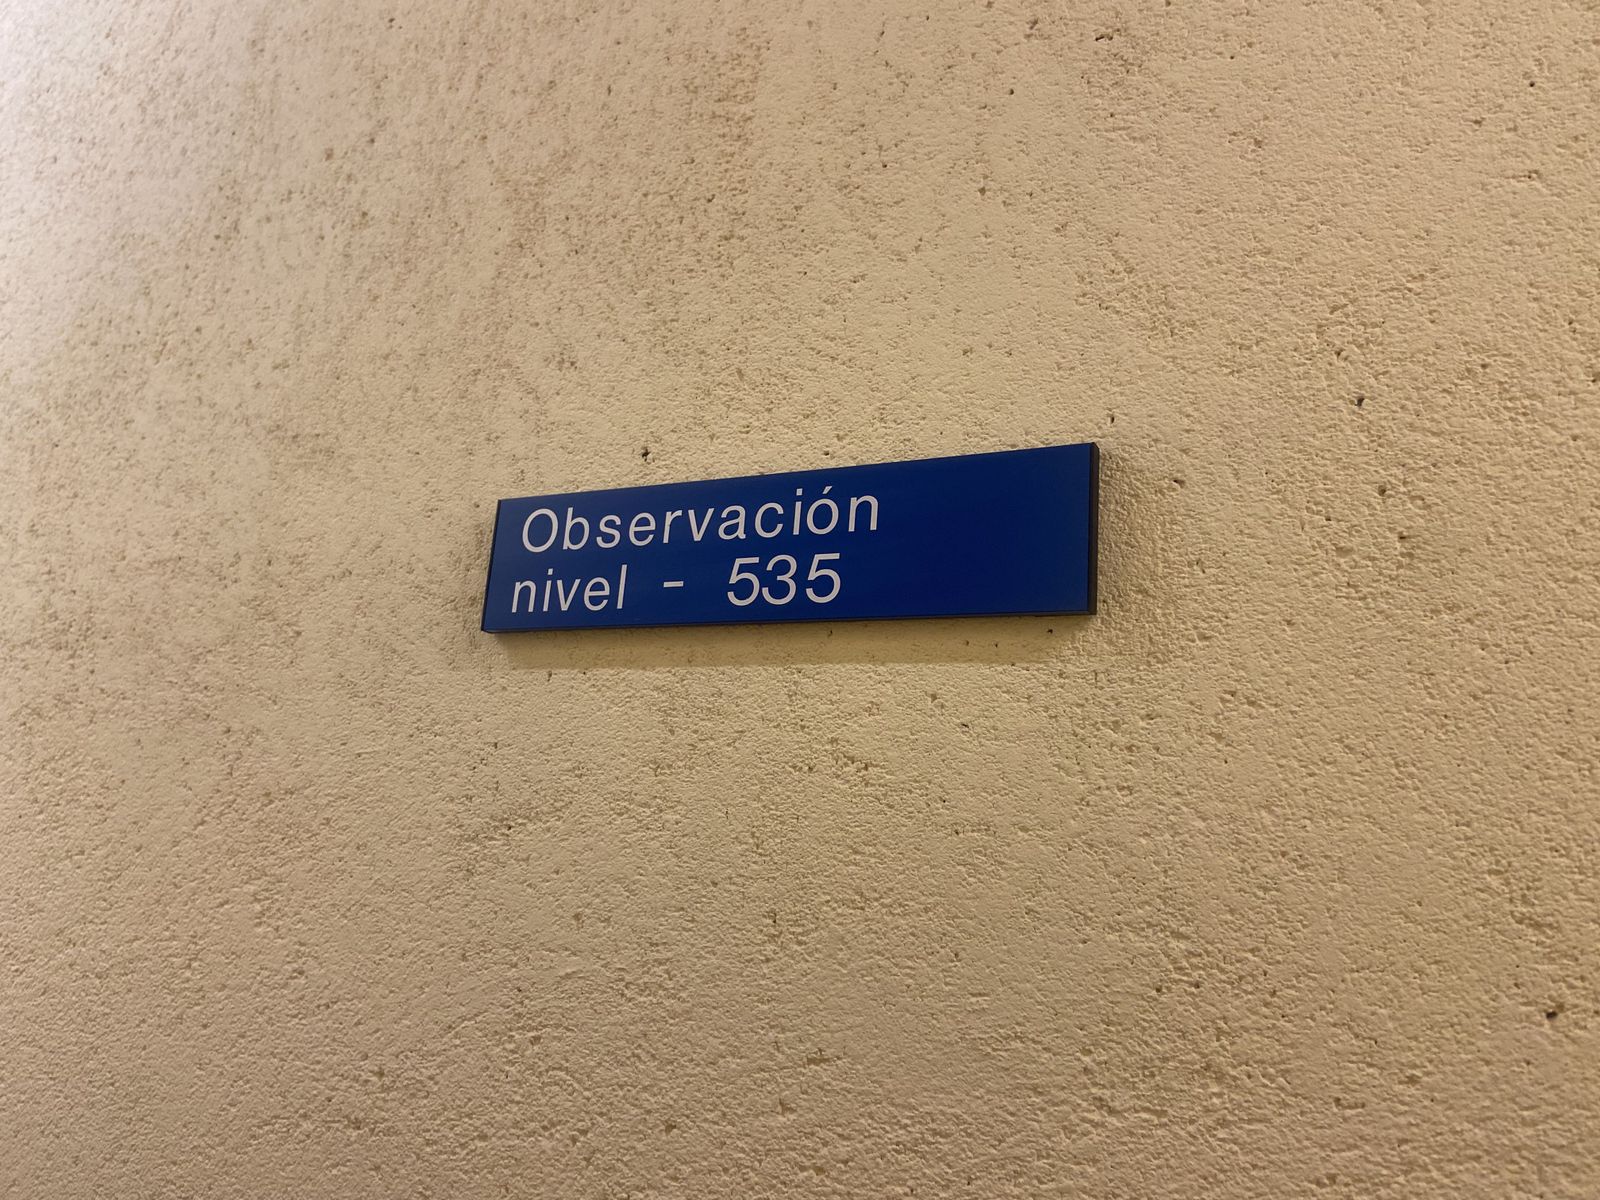 Observación
nivel - 535